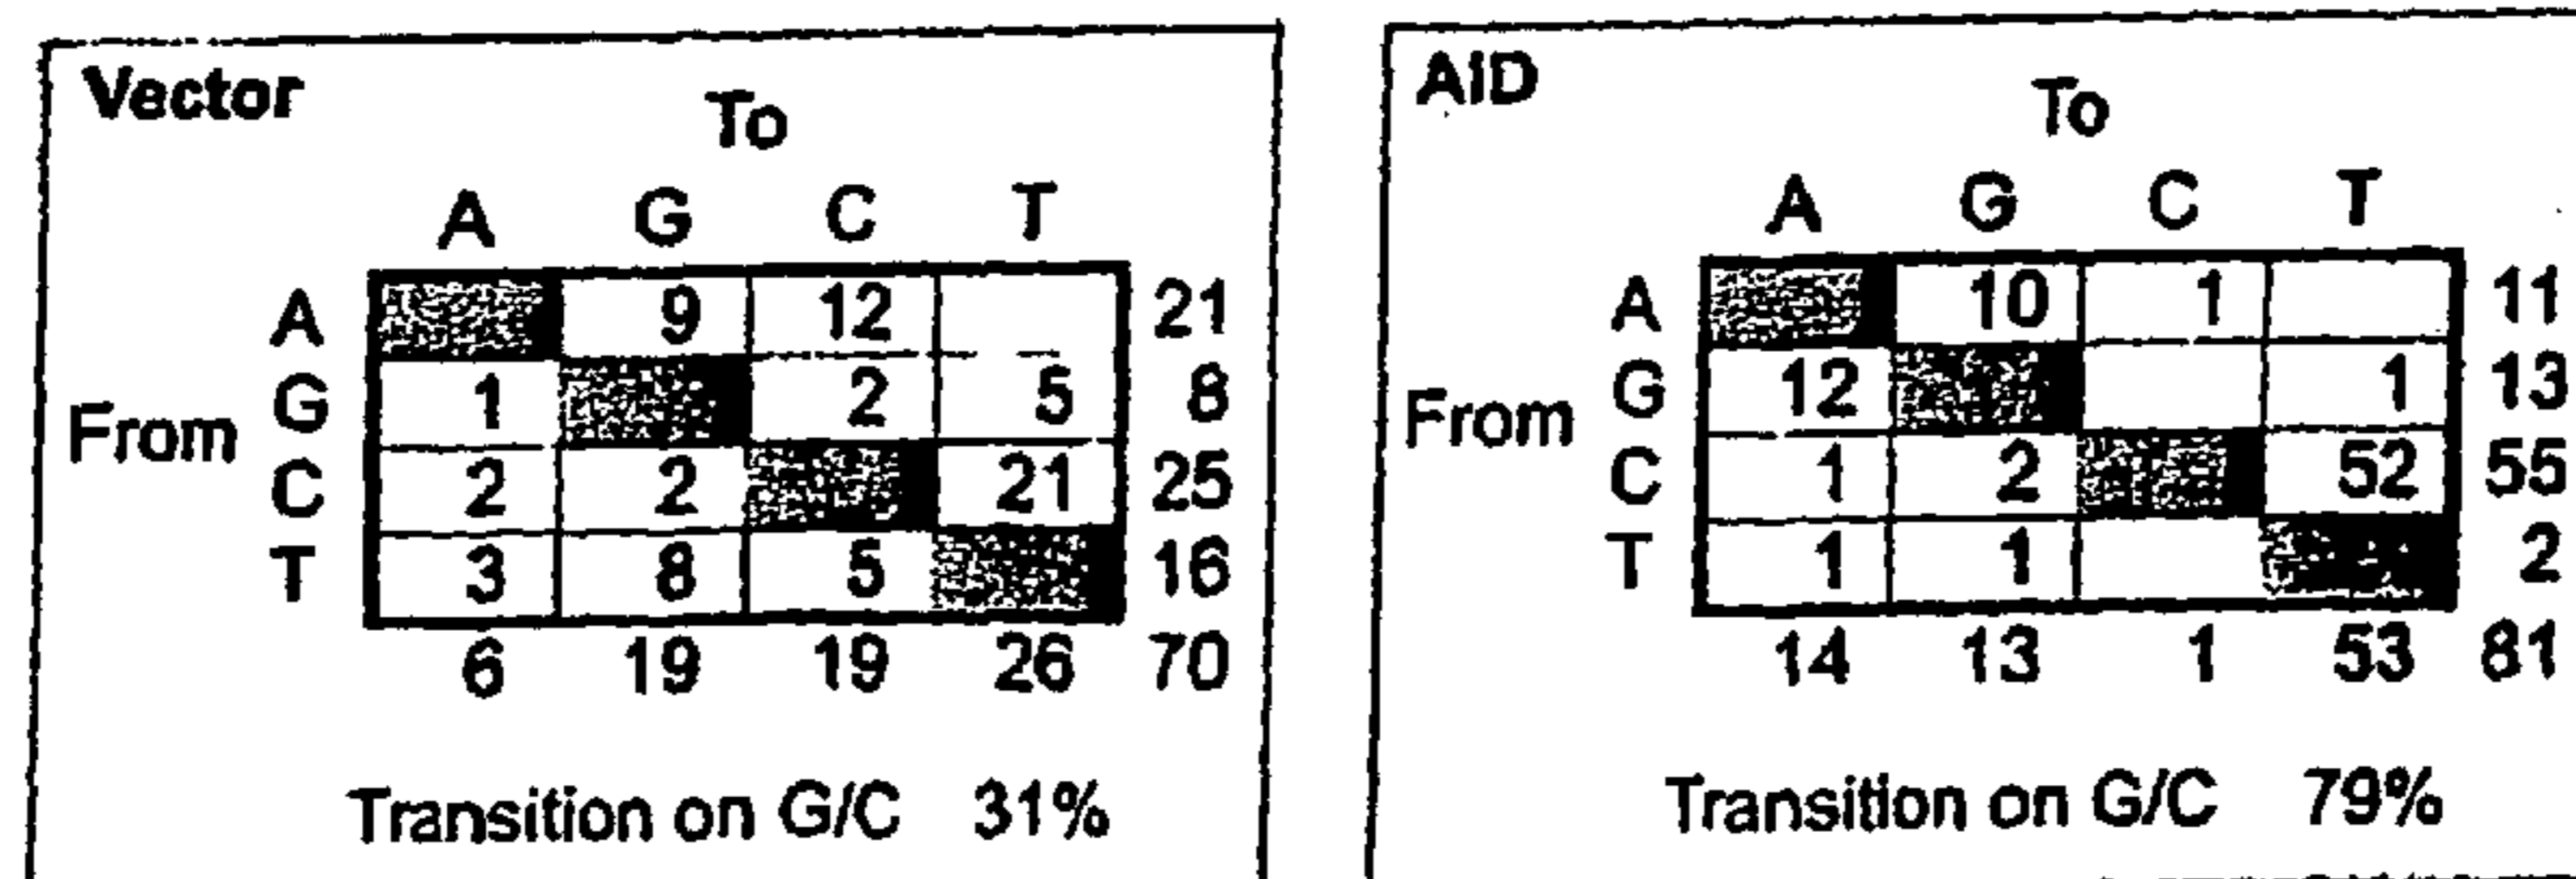 Vector
To
A G C T
A 9 12 21
G 1 2 5 8
From
C 2 2 21 25
T 3 8 5 16
6 19 19 26 70
Transition on G/C 31%
AID
To
A G C T
A 10 1 11
G 12 1 13
From
C 1 2 52 55
T 1 1 2
14 13 1 53 81
Transition on G/C 79%